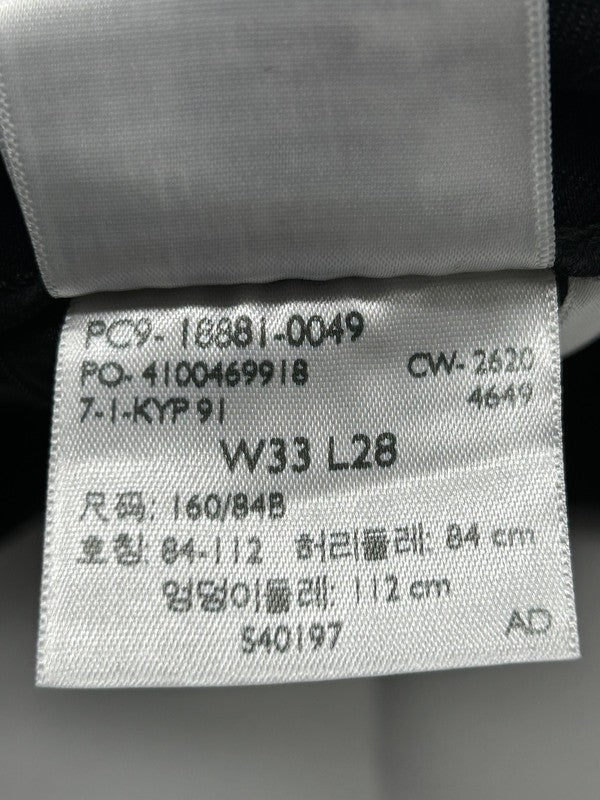 PC9-18881-0049
PO-4100469918 CW-2620
7-1-KYP 91 4649
W33 L28
尺码: 160/84B
호칭: 84-112 허리둘레: 84 cm
엉덩이둘레: 112 cm
S40197 AD